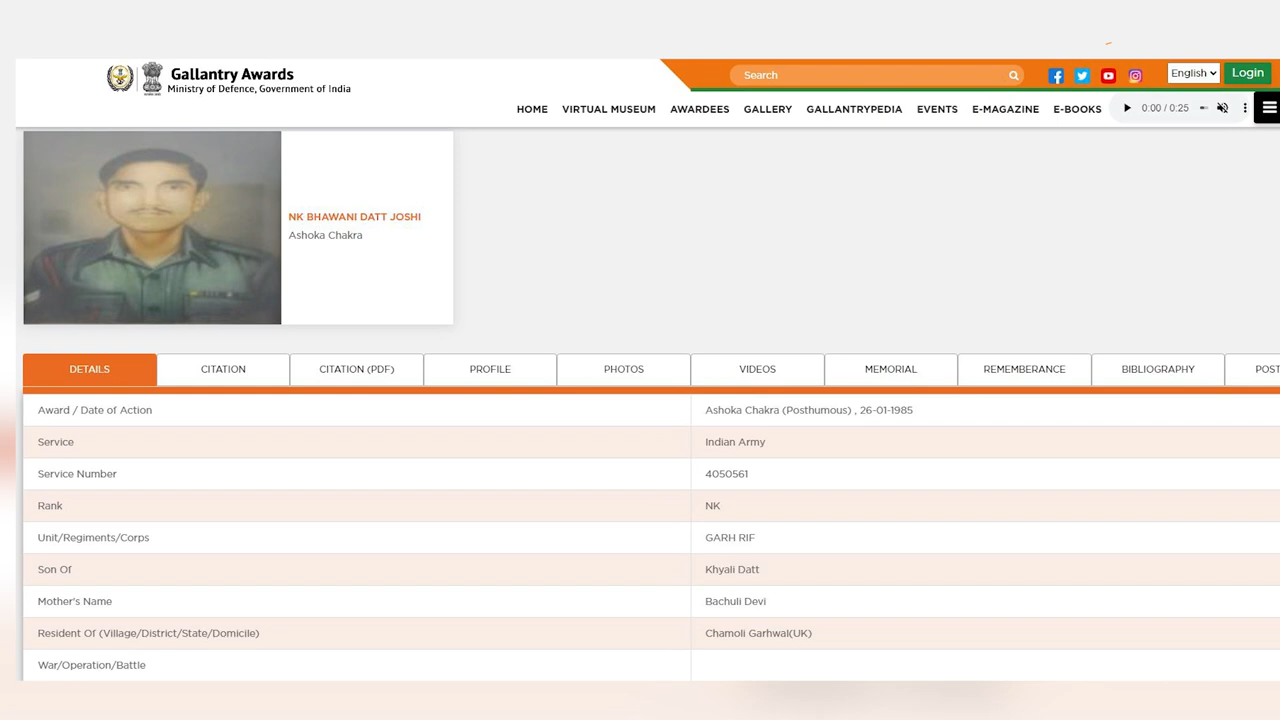 Gallantry Awards
Ministry of Defence, Government of India
Search
English
Login
HOME VIRTUAL MUSEUM AWARDEES GALLERY GALLANTRYPEDIA EVENTS E-MAGAZINE E-BOOKS 0:00 / 0:25
NK BHAWANI DATT JOSHI
Ashoka Chakra
DETAILS CITATION CITATION (PDF) PROFILE PHOTOS VIDEOS MEMORIAL REMEMBERANCE BIBLIOGRAPHY POST
Award / Date of Action Ashoka Chakra (Posthumous) , 26-01-1985
Service Indian Army
Service Number 4050561
Rank NK
Unit/Regiments/Corps GARH RIF
Son Of Khyali Datt
Mother's Name Bachuli Devi
Resident Of (Village/District/State/Domicile) Chamoli Garhwal(UK)
War/Operation/Battle